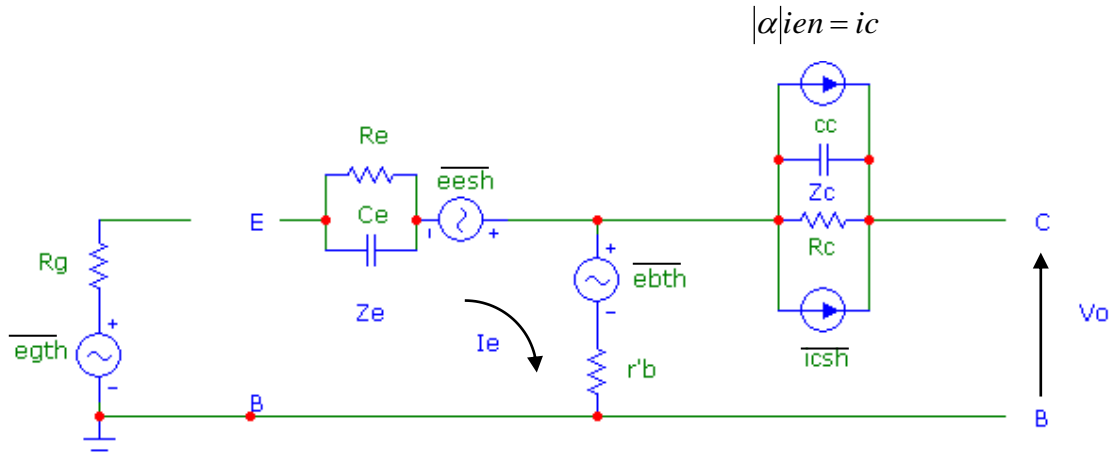 |α|ien = ic
Re
eesh
cc
E
Ce
Zc
C
Rg
Rc
ebth
Ze
Vo
egth
Ie
icsh
r'b
B
B